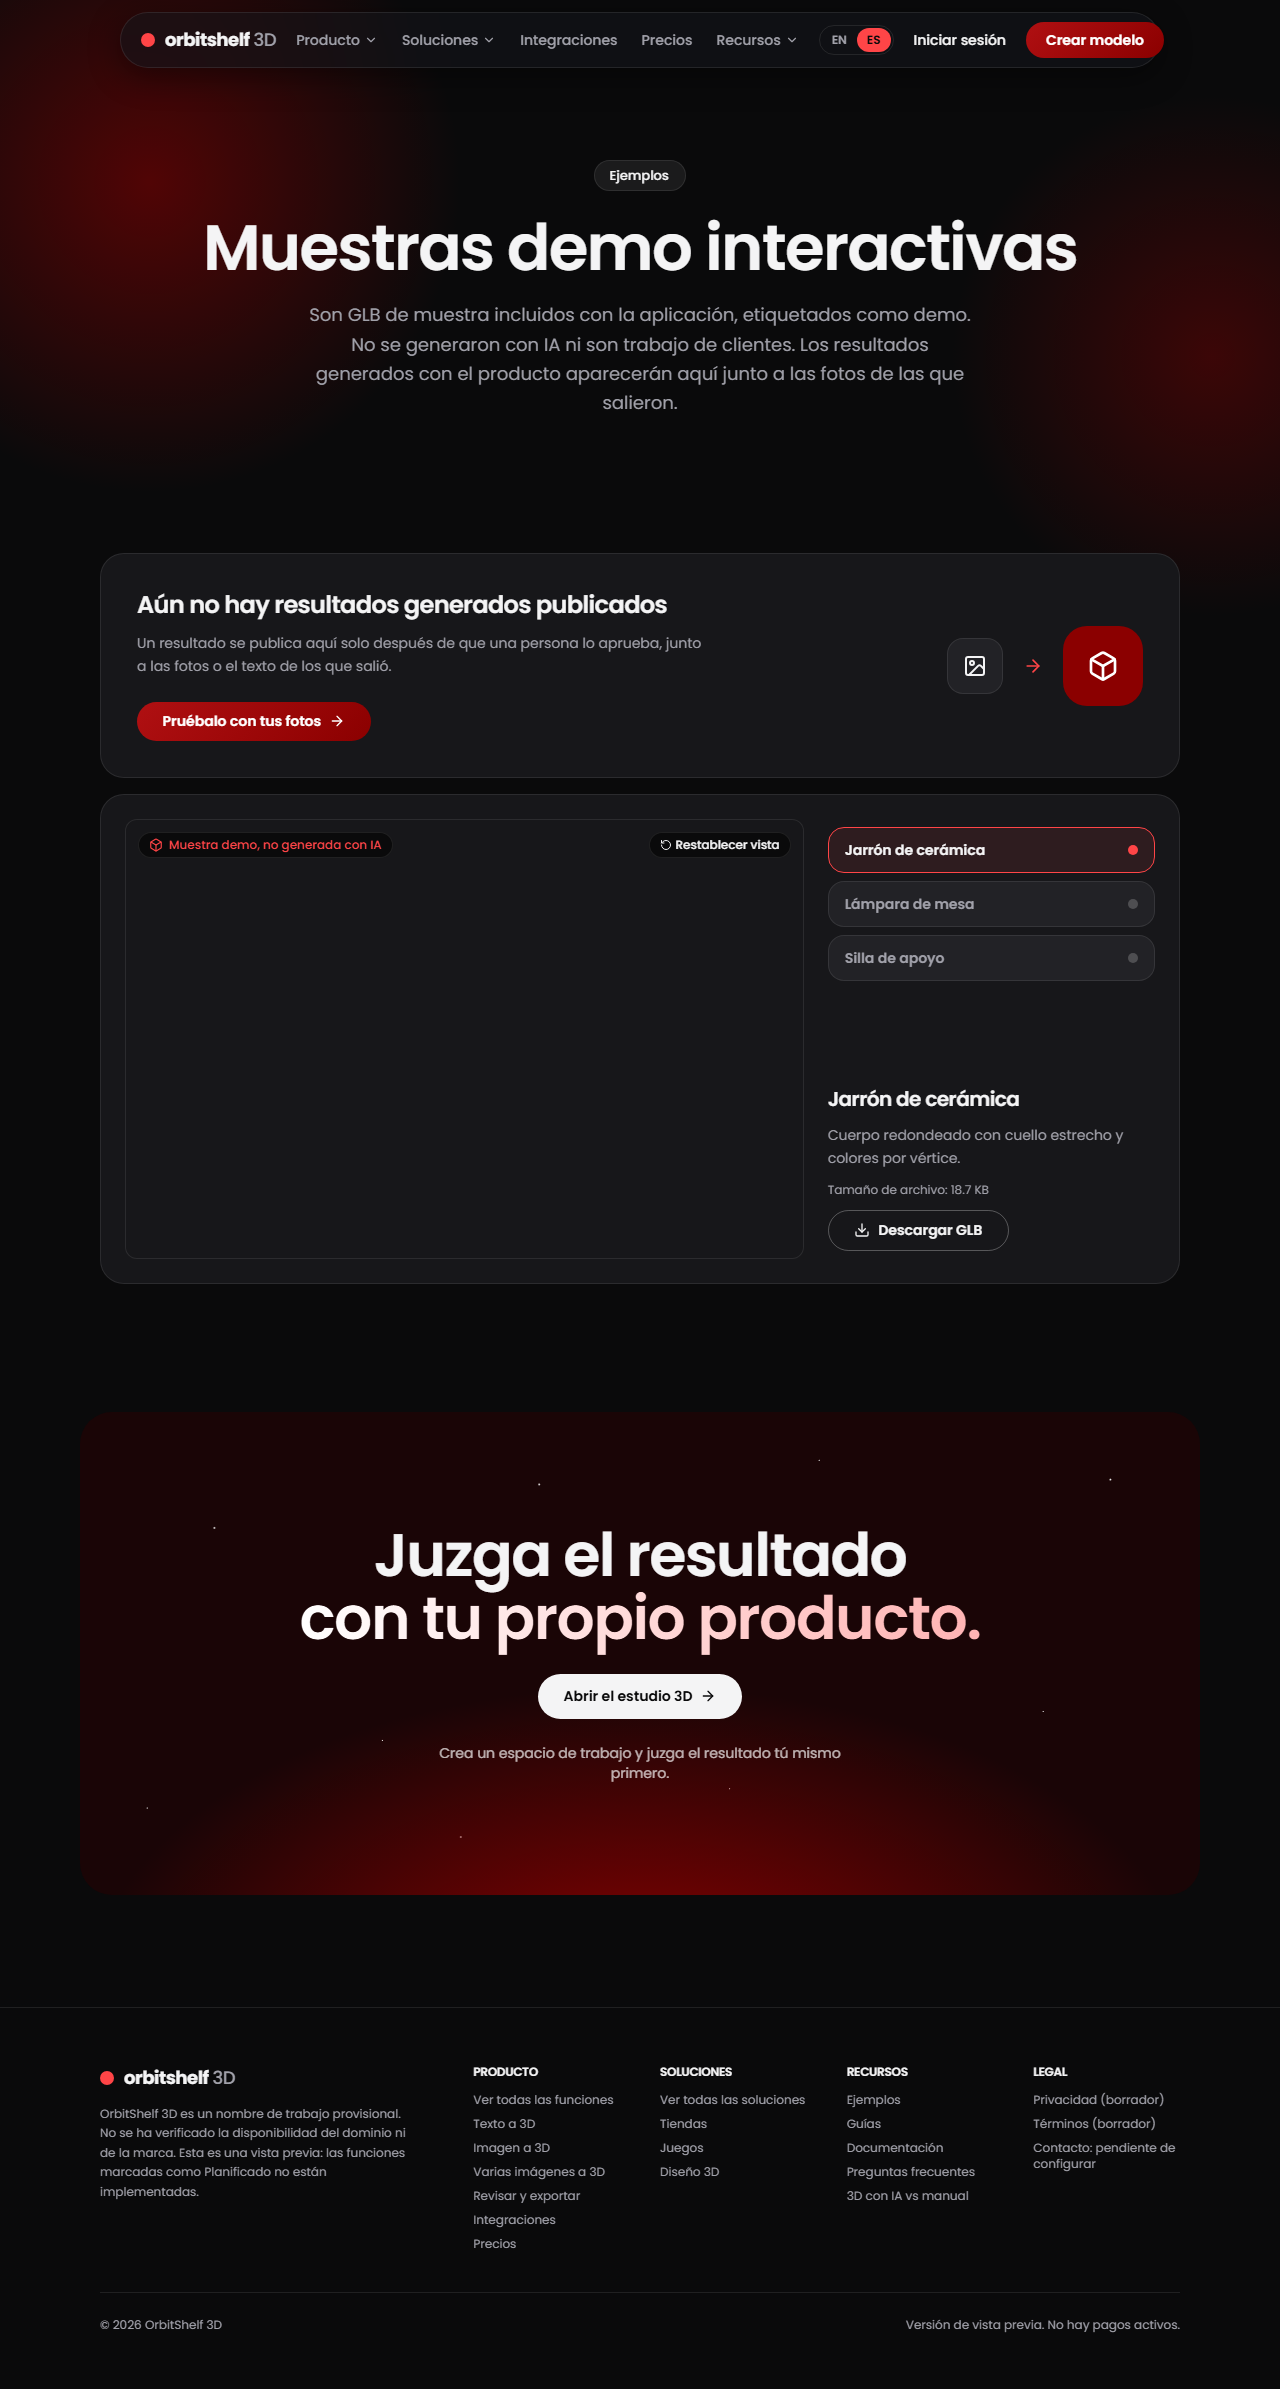 orbitshelf 3D Producto Soluciones Integraciones Precios Recursos EN ES Iniciar sesión Crear modelo
Ejemplos
Muestras demo interactivas
Son GLB de muestra incluidos con la aplicación, etiquetados como demo.
No se generaron con IA ni son trabajo de clientes. Los resultados
generados con el producto aparecerán aquí junto a las fotos de las que
salieron.
Aún no hay resultados generados publicados
Un resultado se publica aquí solo después de que una persona lo aprueba, junto
a las fotos o el texto de los que salió.
Pruébalo con tus fotos
Muestra demo, no generada con IA
Restablecer vista
Jarrón de cerámica
Lámpara de mesa
Silla de apoyo
Jarrón de cerámica
Cuerpo redondeado con cuello estrecho y
colores por vértice.
Tamaño de archivo: 18.7 KB
Descargar GLB
Juzga el resultado
con tu propio producto.
Abrir el estudio 3D
Crea un espacio de trabajo y juzga el resultado tú mismo
primero.
orbitshelf 3D
OrbitShelf 3D es un nombre de trabajo provisional.
No se ha verificado la disponibilidad del dominio ni
de la marca. Esta es una vista previa: las funciones
marcadas como Planificado no están
implementadas.
PRODUCTO
Ver todas las funciones
Texto a 3D
Imagen a 3D
Varias imágenes a 3D
Revisar y exportar
Integraciones
Precios
SOLUCIONES
Ver todas las soluciones
Tiendas
Juegos
Diseño 3D
RECURSOS
Ejemplos
Guías
Documentación
Preguntas frecuentes
3D con IA vs manual
LEGAL
Privacidad (borrador)
Términos (borrador)
Contacto: pendiente de
configurar
© 2026 OrbitShelf 3D
Versión de vista previa. No hay pagos activos.